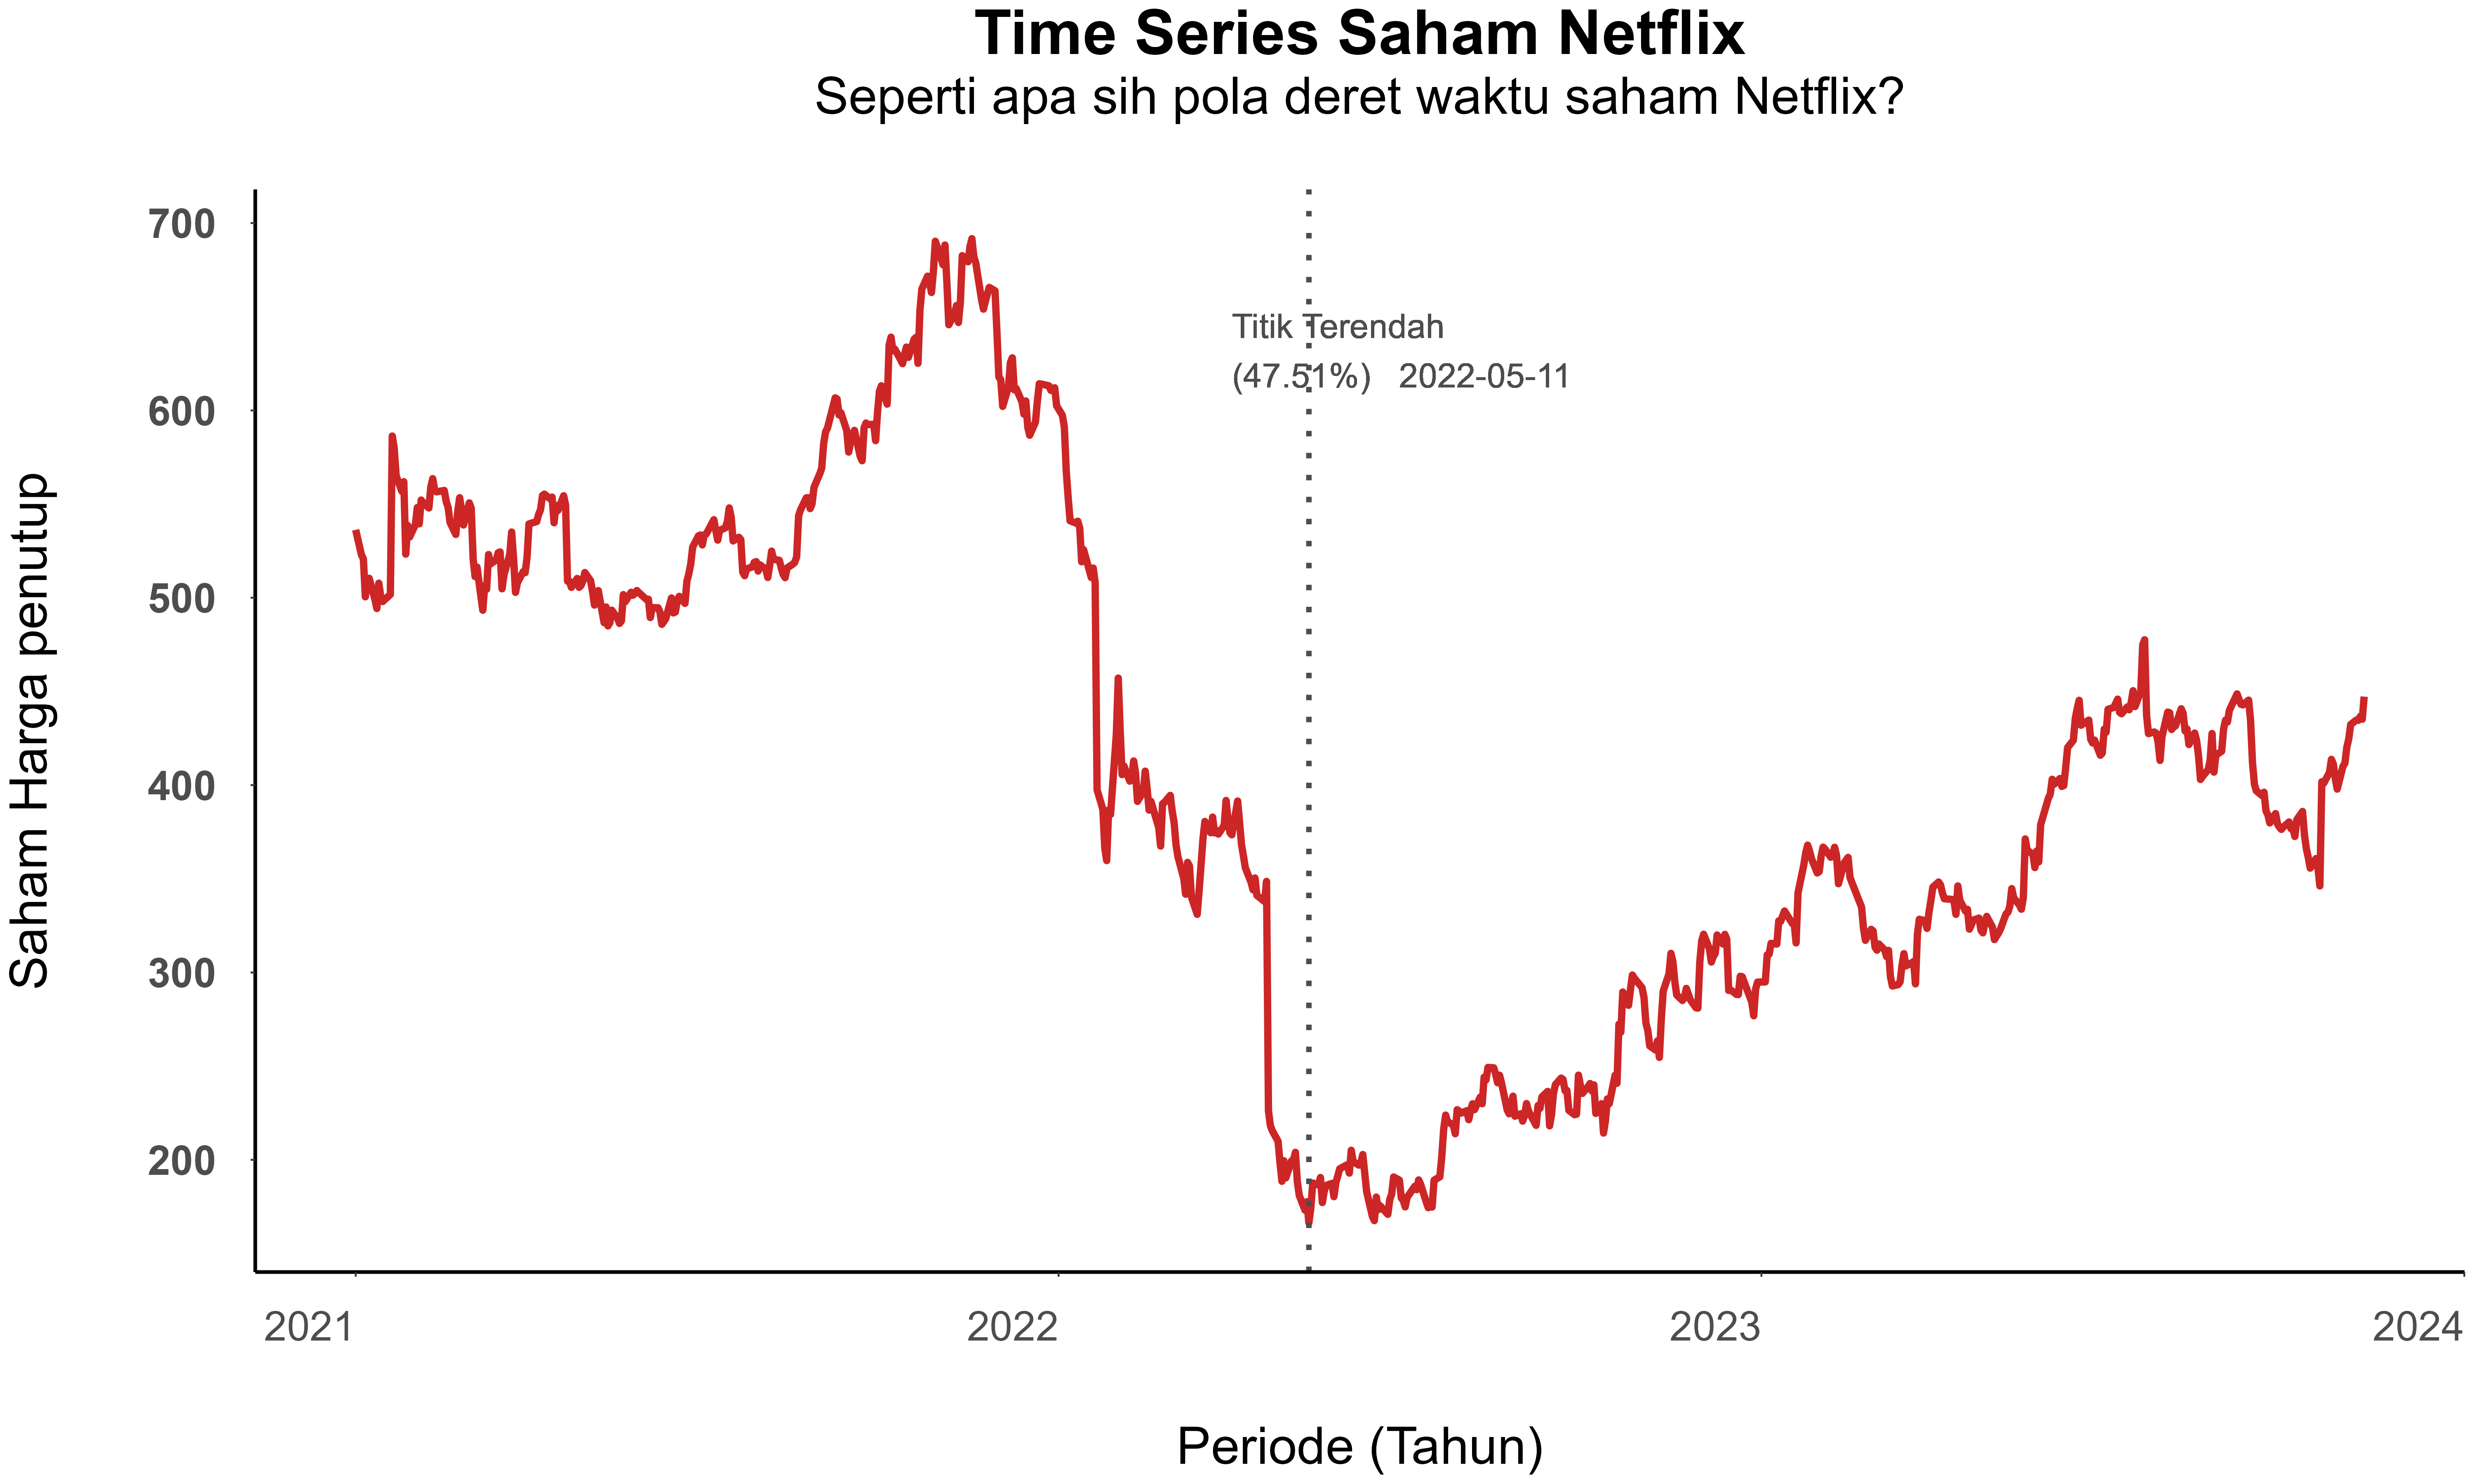 Time Series Saham Netflix
Seperti apa sih pola deret waktu saham Netflix?
Saham Harga penutup
700
600
500
400
300
200
Titik Terendah
(47.51%) 2022-05-11
2021
2022
2023
2024
Periode (Tahun)